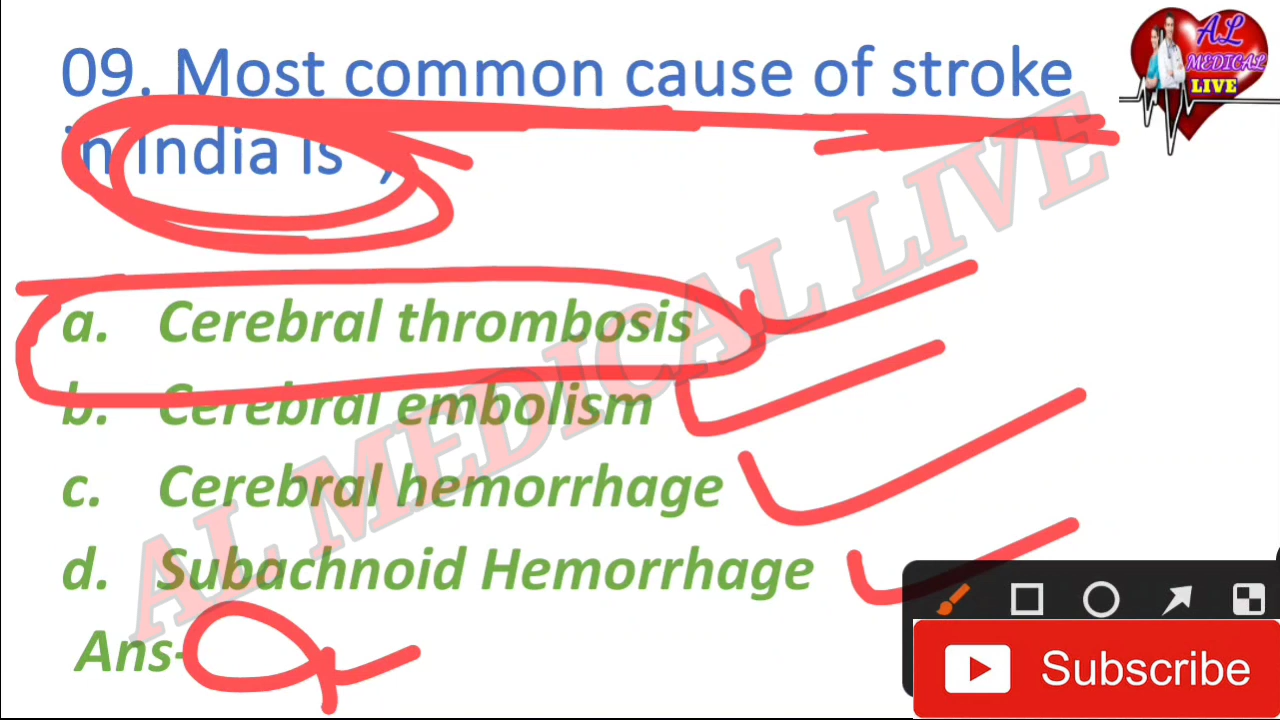 09. Most common cause of stroke
in India is ,
a. Cerebral thrombosis
b. Cerebral embolism
c. Cerebral hemorrhage
d. Subachnoid Hemorrhage
Ans- a
AL
MEDICAL
LIVE
AL MEDICAL LIVE
Subscribe